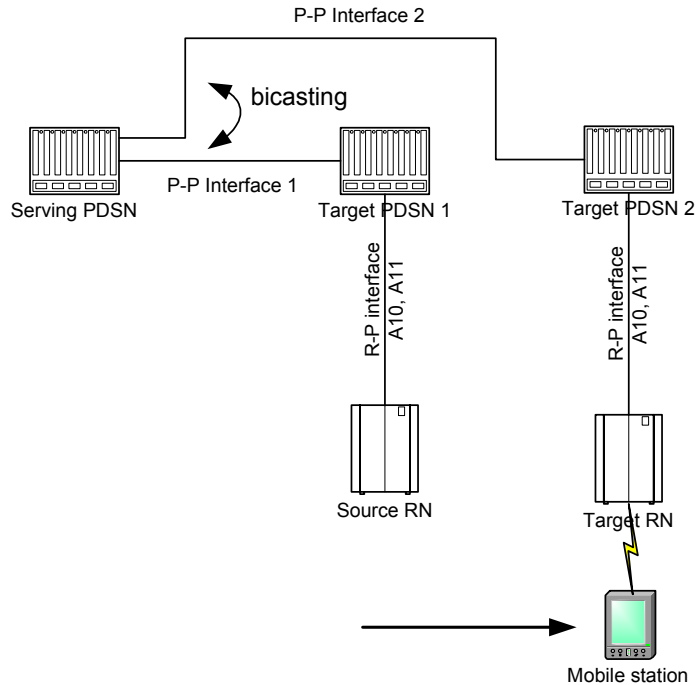 P-P Interface 2
bicasting
P-P Interface 1
Serving PDSN
Target PDSN 1
Target PDSN 2
R-P interface
A10, A11
R-P interface
A10, A11
Source RN
Target RN
Mobile station